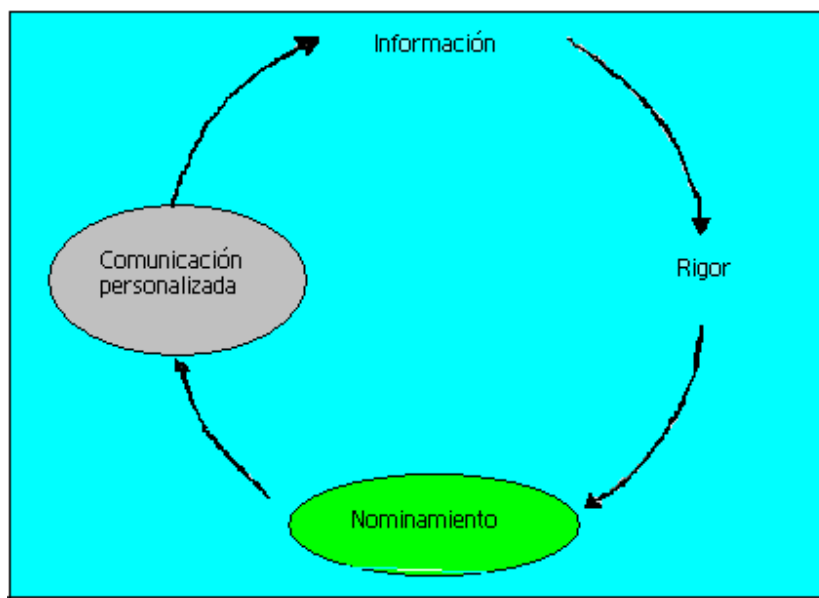 Información
Rigor
Comunicación
personalizada
Nominamiento